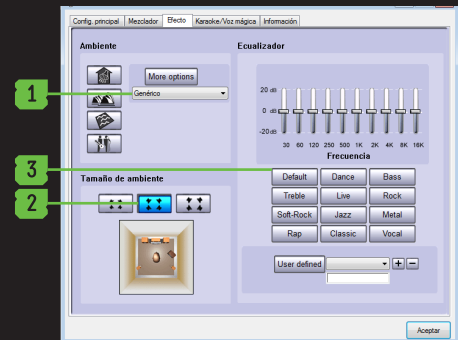 Config. principal Mezclador Efecto Karaoke/Voz mágica Información
Ambiente
More options
Genérico
1
Tamaño de ambiente
3
2
Ecualizador
20 dB
0 dB
-20 dB
30 60 120 250 500 1K 2K 4K 8K 16K
Frecuencia
Default Dance Bass
Treble Live Rock
Soft-Rock Jazz Metal
Rap Classic Vocal
User defined
Aceptar